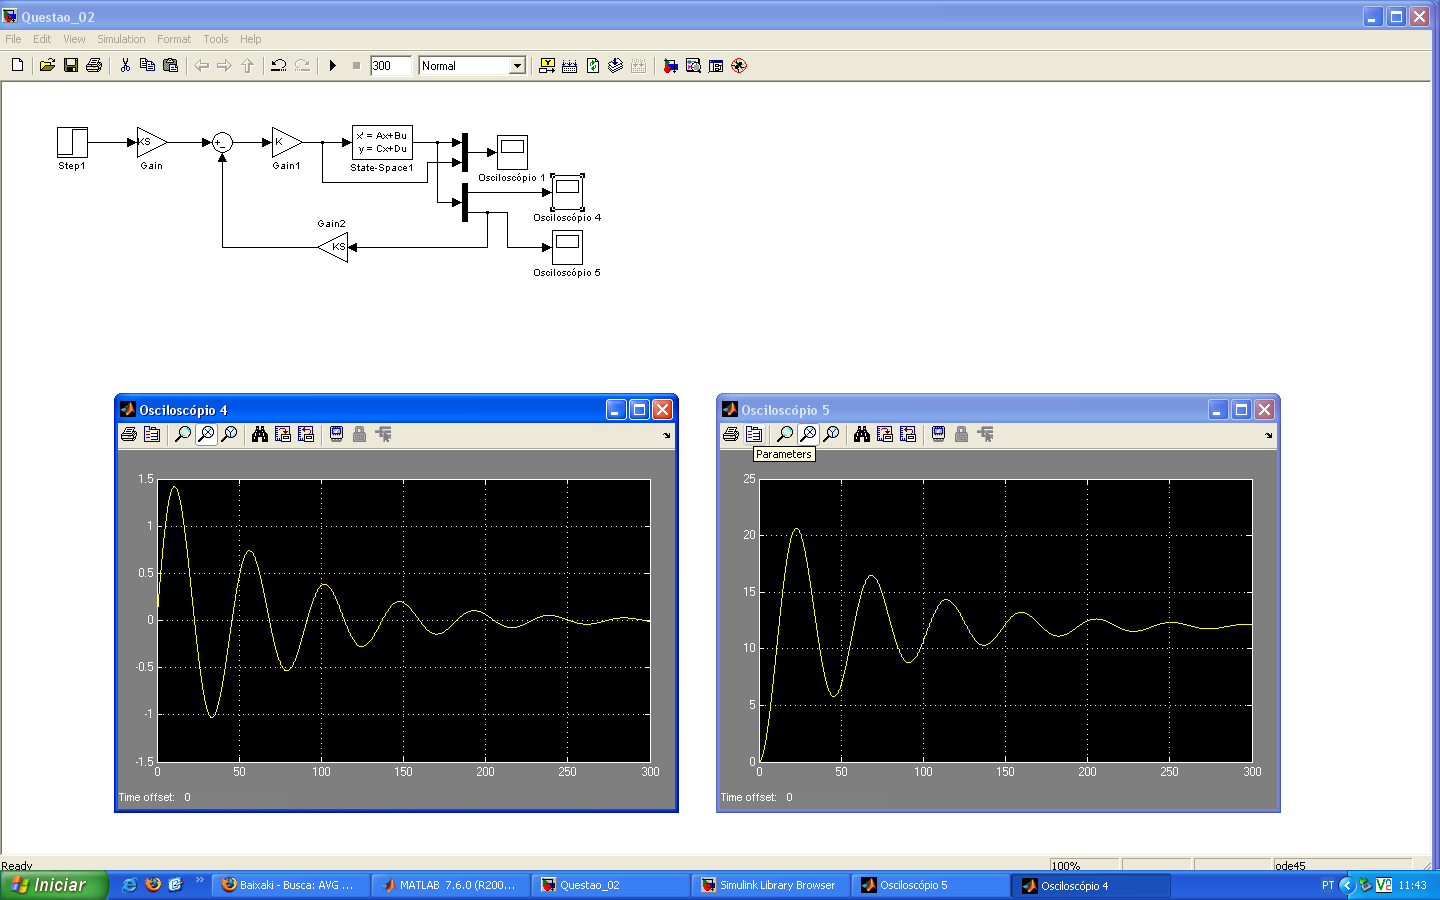 Questao_02
File Edit View Simulation Format Tools Help
300 Normal
Step1
KS
Gain
K
Gain1
x' = Ax+Bu
y = Cx+Du
State-Space1
Osciloscópio 1
Osciloscópio 4
Gain2
KS
Osciloscópio 5
Osciloscópio 4
1.5
1
0.5
0
-0.5
-1
-1.5
0 50 100 150 200 250 300
Time offset: 0
Osciloscópio 5
Parameters
25
20
15
10
5
0
0 50 100 150 200 250 300
Time offset: 0
Ready 100% ode45
Iniciar Baixaki - Busca: AVG ... MATLAB 7.6.0 (R200... Questao_02 Simulink Library Browser Osciloscópio 5 Osciloscópio 4 PT 11:43